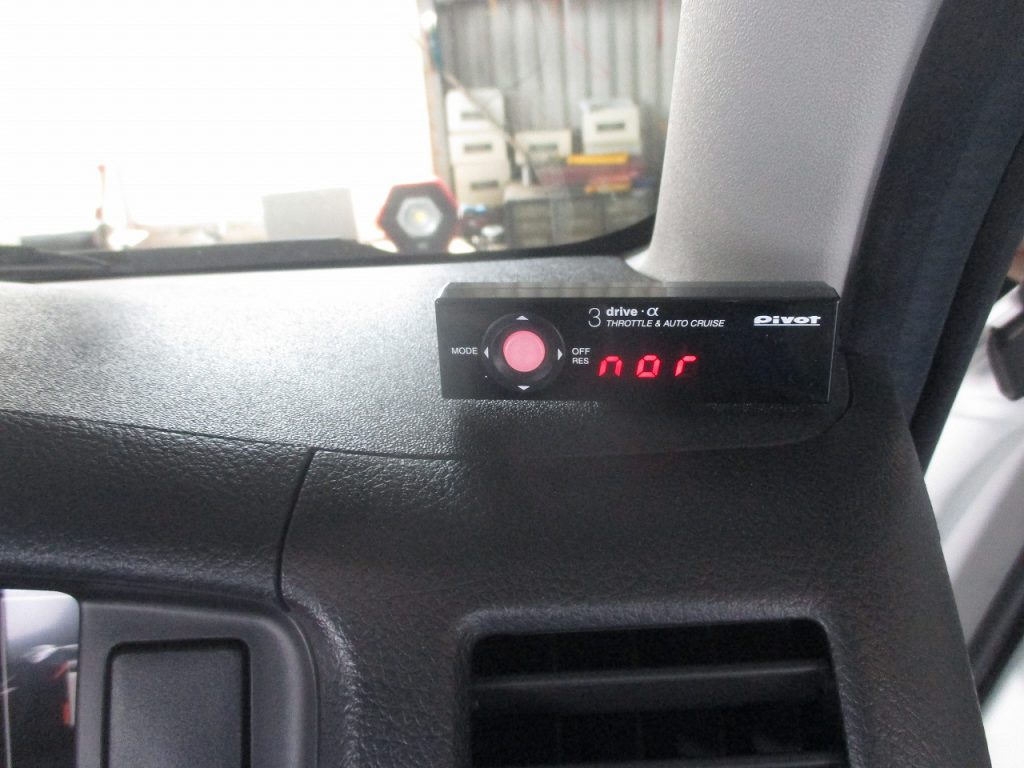 3 drive・α
THROTTLE & AUTO CRUISE
Pivot
MODE
OFF
RES
nor